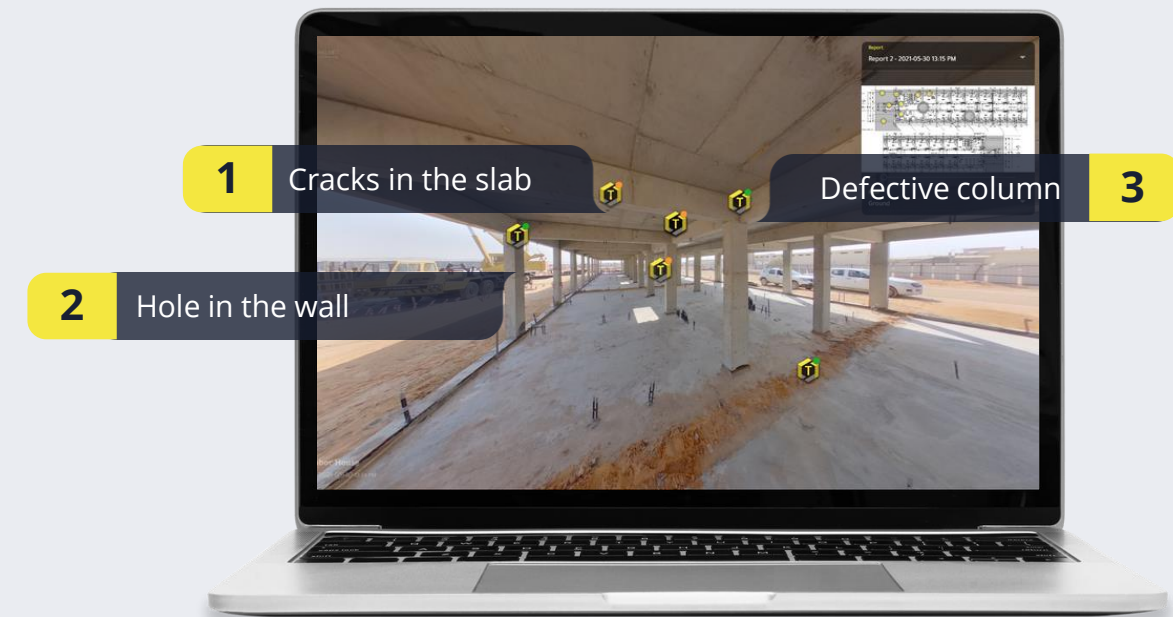 Report
Report 2 - 2021-05-30 13:15 PM
1 Cracks in the slab
Defective column 3
2 Hole in the wall